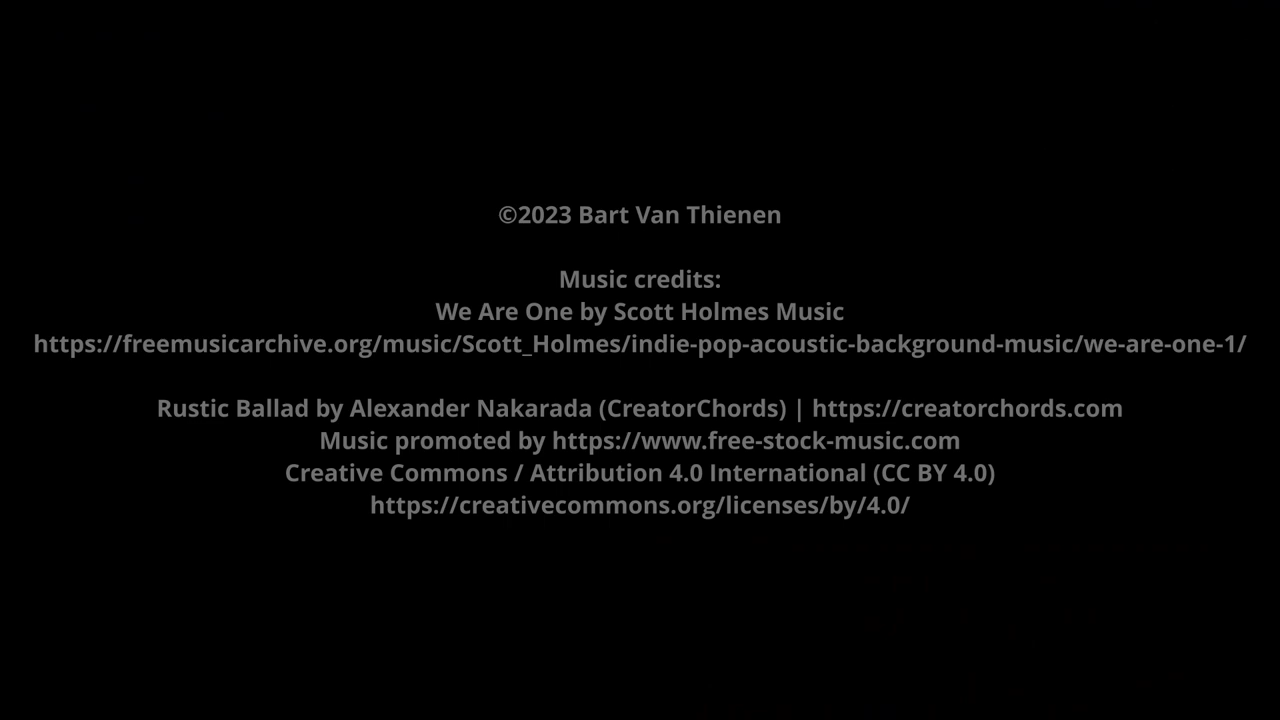 ©2023 Bart Van Thienen
Music credits:
We Are One by Scott Holmes Music
https://freemusicarchive.org/music/Scott_Holmes/indie-pop-acoustic-background-music/we-are-one-1/
Rustic Ballad by Alexander Nakarada (CreatorChords) | https://creatorchords.com
Music promoted by https://www.free-stock-music.com
Creative Commons / Attribution 4.0 International (CC BY 4.0)
https://creativecommons.org/licenses/by/4.0/